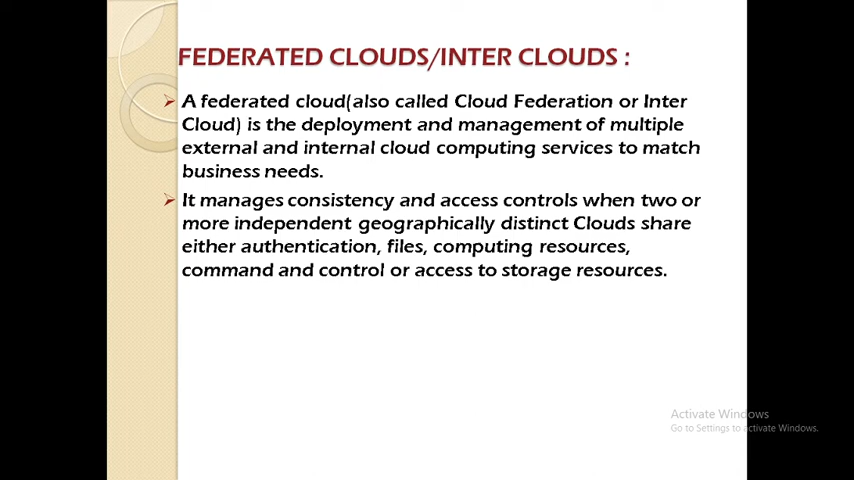 FEDERATED CLOUDS/INTER CLOUDS :
A federated cloud(also called Cloud Federation or Inter
Cloud) is the deployment and management of multiple
external and internal cloud computing services to match
business needs.
It manages consistency and access controls when two or
more independent geographically distinct Clouds share
either authentication, files, computing resources,
command and control or access to storage resources.
Activate Windows
Go to Settings to activate Windows.